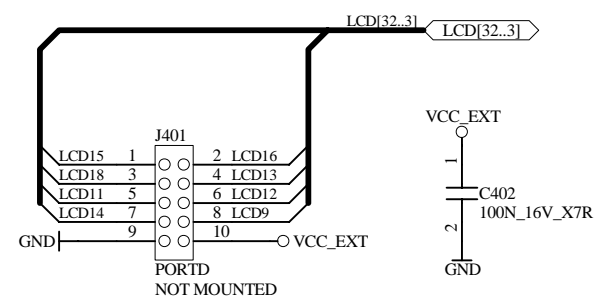 LCD[32..3]
LCD[32..3]
J401
VCC_EXT
LCD15 1 2 LCD16
LCD18 3 4 LCD13
LCD11 5 6 LCD12
LCD14 7 8 LCD9
GND 9 10 VCC_EXT
PORTD
NOT MOUNTED
1
C402
100N_16V_X7R
2
GND